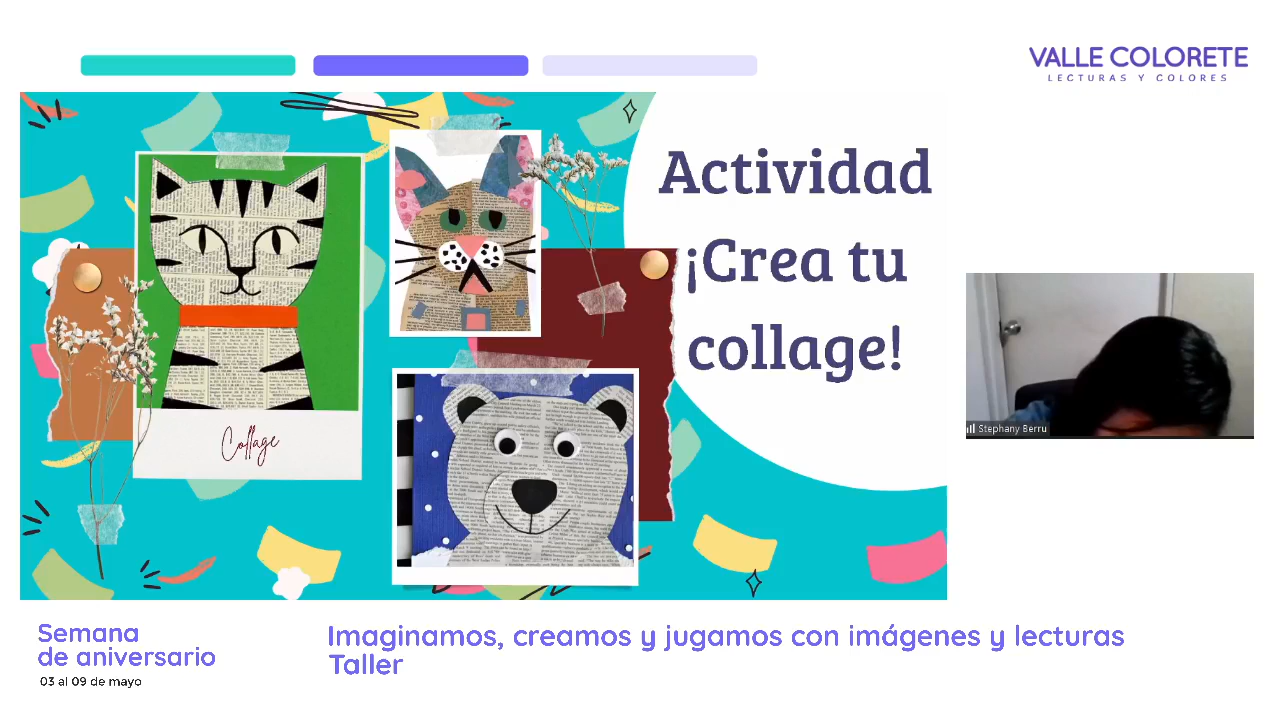 VALLE COLORETE
LECTURAS Y COLORES
Actividad
¡Crea tu
collage!
Collage
Stephany Berru
Semana
de aniversario
03 al 09 de mayo
Imaginamos, creamos y jugamos con imágenes y lecturas
Taller